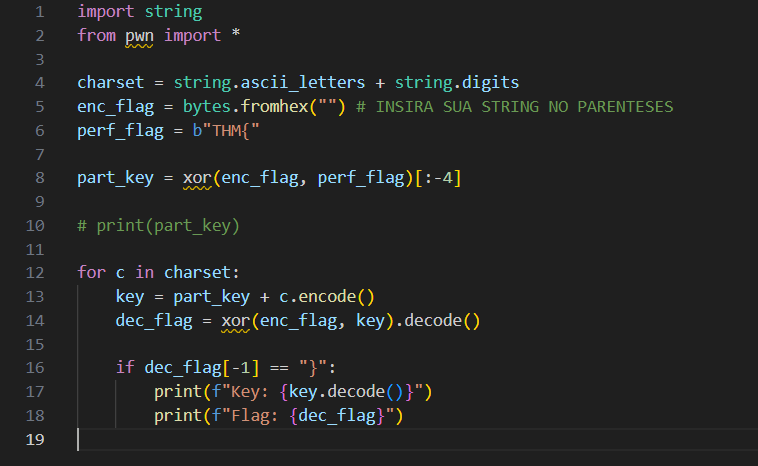 1 import string
2 from pwn import *
3
4 charset = string.ascii_letters + string.digits
5 enc_flag = bytes.fromhex("") # INSIRA SUA STRING NO PARENTESES
6 perf_flag = b"THM{"
7
8 part_key = xor(enc_flag, perf_flag)[:-4]
9
10 # print(part_key)
11
12 for c in charset:
13     key = part_key + c.encode()
14     dec_flag = xor(enc_flag, key).decode()
15
16     if dec_flag[-1] == "}":
17         print(f"Key: {key.decode()}")
18         print(f"Flag: {dec_flag}")
19